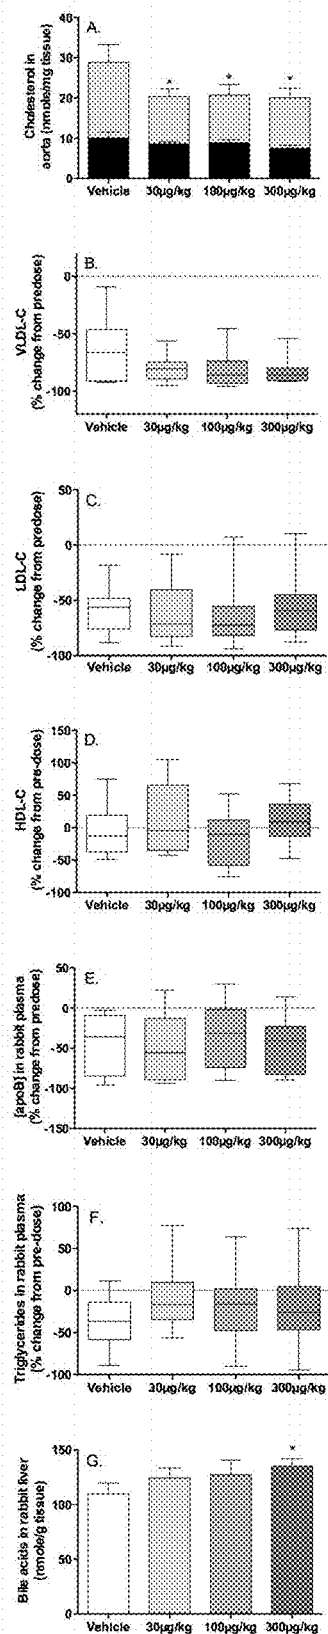 A.
Cholesterol in
aorta (nmole/mg tissue)
40
30
20
10
0
*
*
*
Vehicle 30µg/kg 100µg/kg 300µg/kg
B.
VLDL-C
(% change from predose)
0
-50
-100
Vehicle 30µg/kg 100µg/kg 300µg/kg
C.
LDL-C
(% change from predose)
50
0
-50
-100
Vehicle 30µg/kg 100µg/kg 300µg/kg
D.
HDL-C
(% change from pre-dose)
150
100
50
0
-50
-100
Vehicle 30µg/kg 100µg/kg 300µg/kg
E.
[apoB] in rabbit plasma
(% change from predose)
50
0
-50
-100
-150
Vehicle 30µg/kg 100µg/kg 300µg/kg
F.
Triglycerides in rabbit plasma
(% change from pre-dose)
100
50
0
-50
-100
Vehicle 30µg/kg 100µg/kg 300µg/kg
G.
Bile acids in rabbit liver
(nmole/g tissue)
150
100
50
0
*
Vehicle 30µg/kg 100µg/kg 300µg/kg